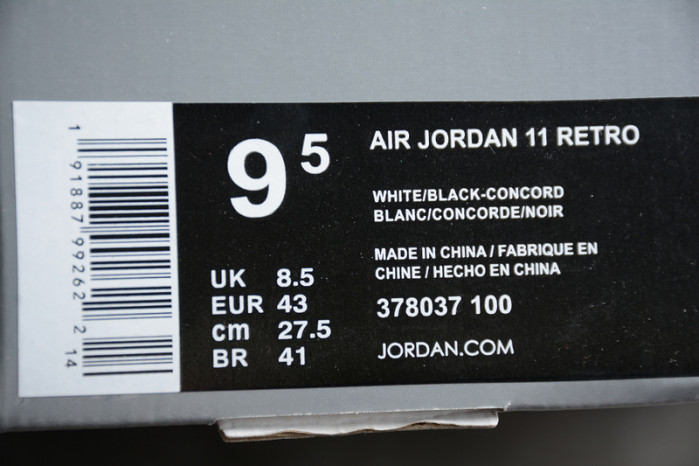 1 91887 99262 2 14
9 5
AIR JORDAN 11 RETRO
WHITE/BLACK-CONCORD
BLANC/CONCORDE/NOIR
MADE IN CHINA / FABRIQUE EN
CHINE / HECHO EN CHINA
378037 100
JORDAN.COM
UK 8.5
EUR 43
cm 27.5
BR 41